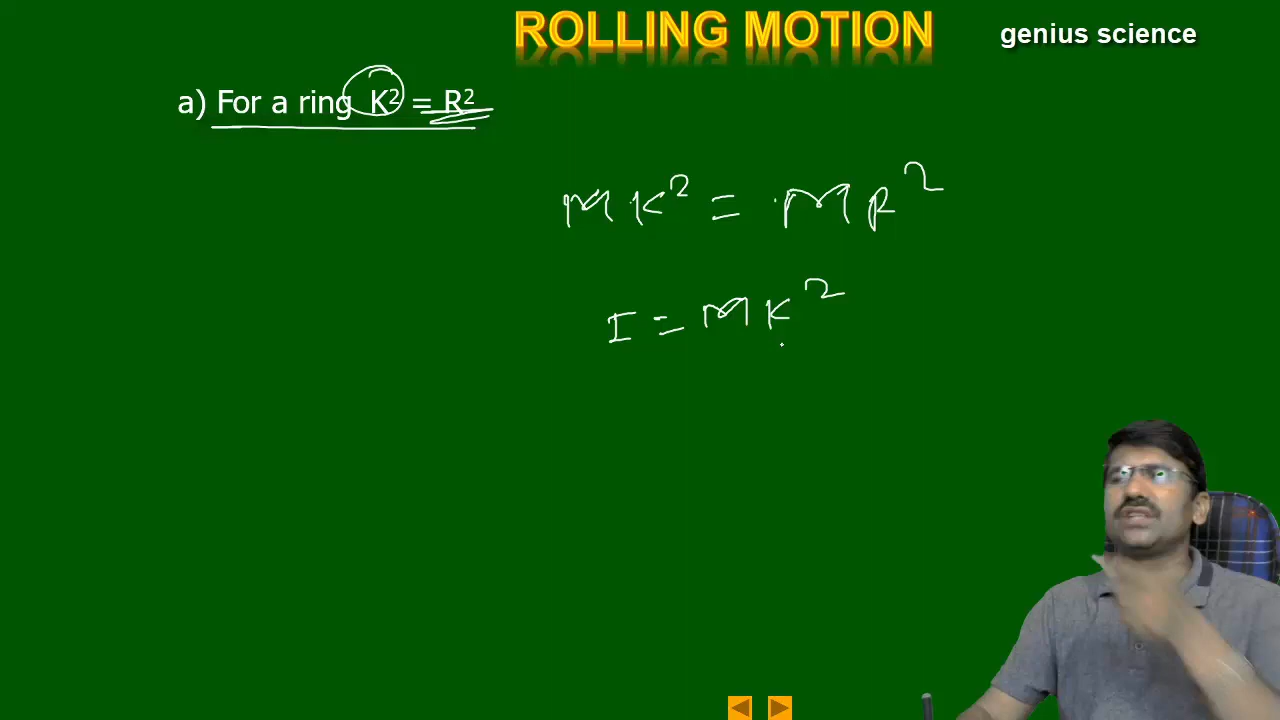 ROLLING MOTION
genius science
a) For a ring K² = R²
MK² = MR²
I = MK²